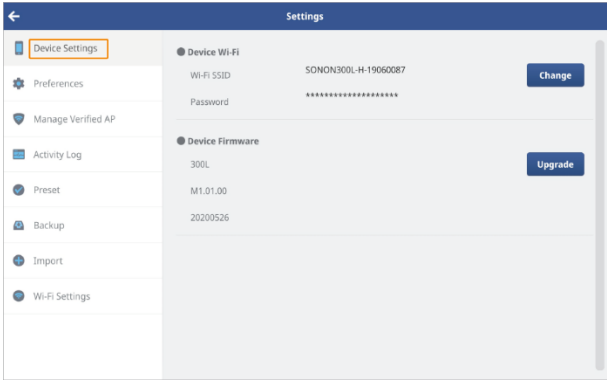 Settings
Device Settings
Preferences
Manage Verified AP
Activity Log
Preset
Backup
Import
Wi-Fi Settings
Device Wi-Fi
Wi-Fi SSID SONON300L-H-19060087 Change
Password ********************
Device Firmware
300L Upgrade
M1.01.00
20200526